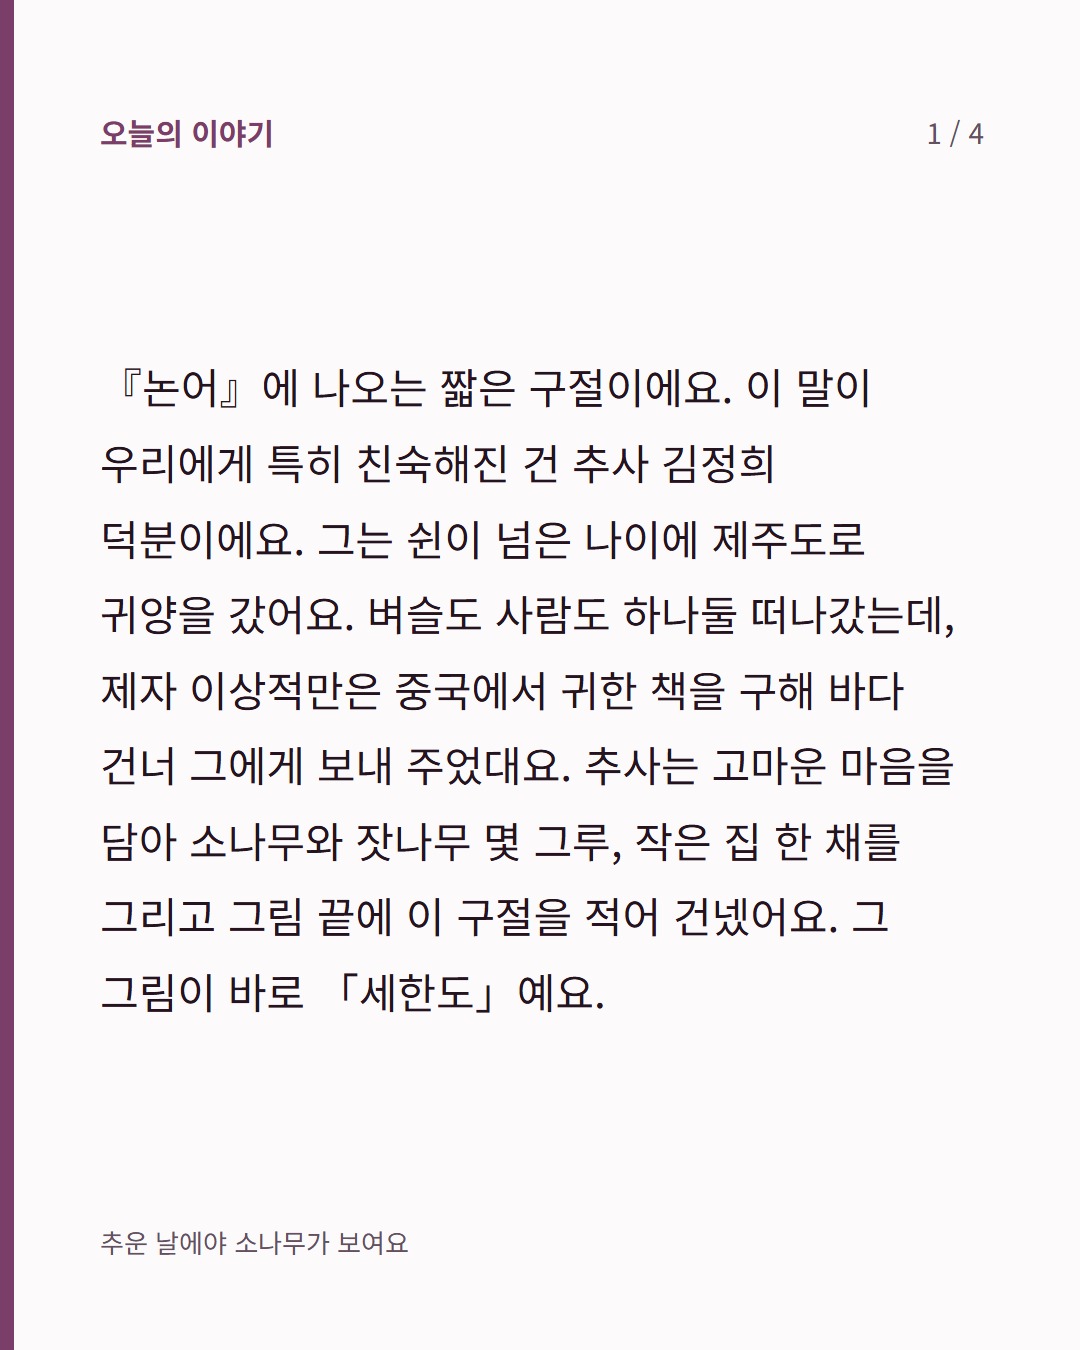 오늘의 이야기
1 / 4
『논어』에 나오는 짧은 구절이에요. 이 말이
우리에게 특히 친숙해진 건 추사 김정희
덕분이에요. 그는 쉰이 넘은 나이에 제주도로
귀양을 갔어요. 벼슬도 사람도 하나둘 떠나갔는데,
제자 이상적만은 중국에서 귀한 책을 구해 바다
건너 그에게 보내 주었대요. 추사는 고마운 마음을
담아 소나무와 잣나무 몇 그루, 작은 집 한 채를
그리고 그림 끝에 이 구절을 적어 건넸어요. 그
그림이 바로 「세한도」예요.
추운 날에야 소나무가 보여요